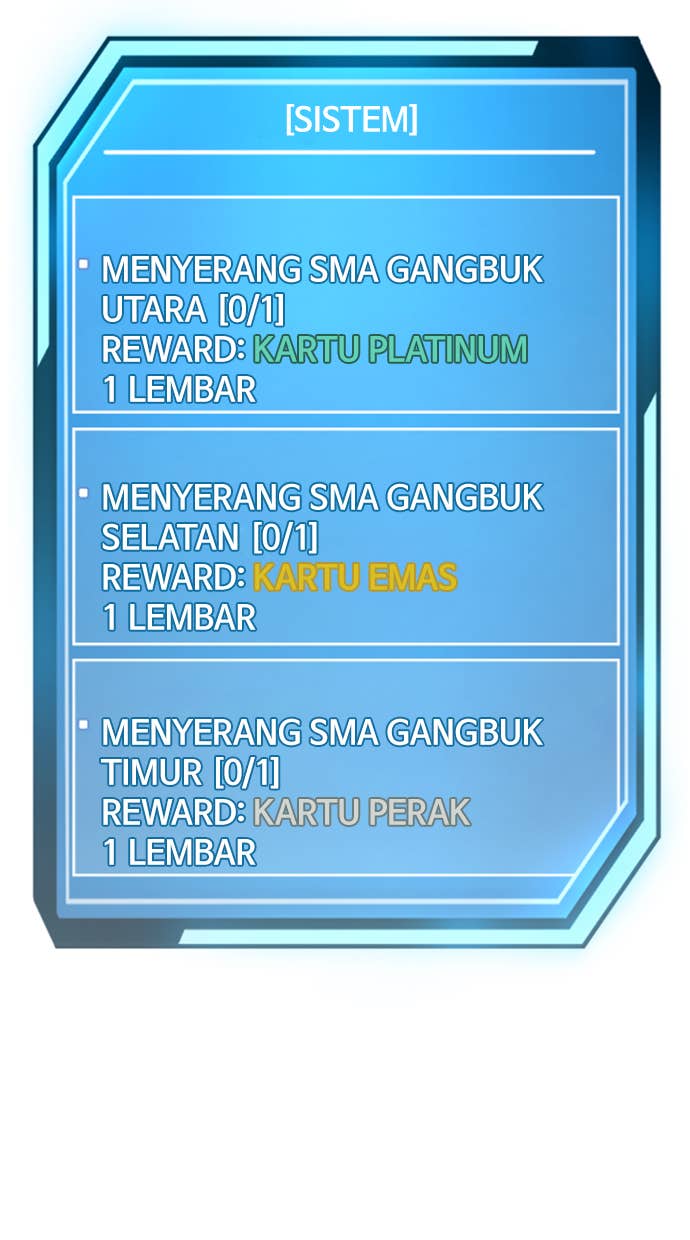 [SISTEM]
MENYERANG SMA GANGBUK
UTARA [0/1]
REWARD: KARTU PLATINUM
1 LEMBAR
MENYERANG SMA GANGBUK
SELATAN [0/1]
REWARD: KARTU EMAS
1 LEMBAR
MENYERANG SMA GANGBUK
TIMUR [0/1]
REWARD: KARTU PERAK
1 LEMBAR